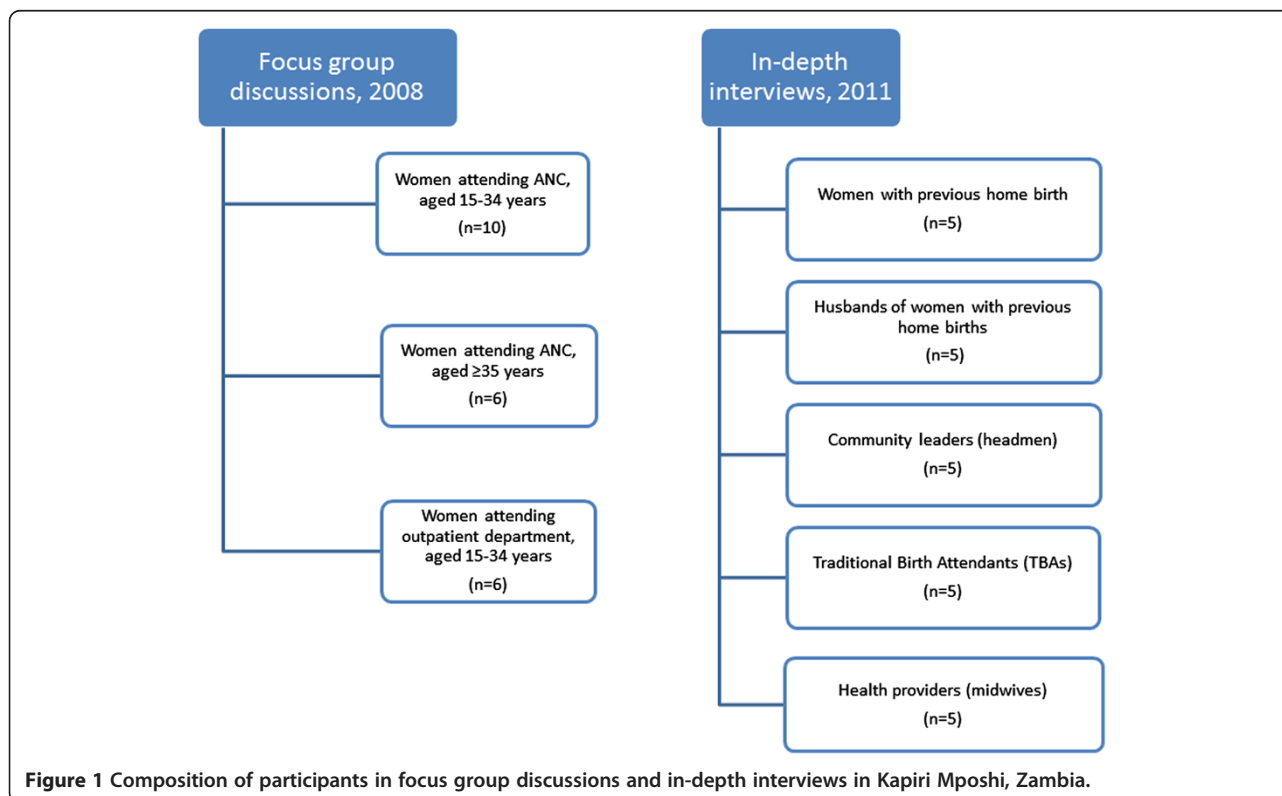 Focus group
discussions, 2008
Women attending ANC,
aged 15-34 years
(n=10)
Women attending ANC,
aged ≥35 years
(n=6)
Women attending
outpatient department,
aged 15-34 years
(n=6)
In-depth
interviews, 2011
Women with previous home birth
(n=5)
Husbands of women with previous
home births
(n=5)
Community leaders (headmen)
(n=5)
Traditional Birth Attendants (TBAs)
(n=5)
Health providers (midwives)
(n=5)
Figure 1 Composition of participants in focus group discussions and in-depth interviews in Kapiri Mposhi, Zambia.